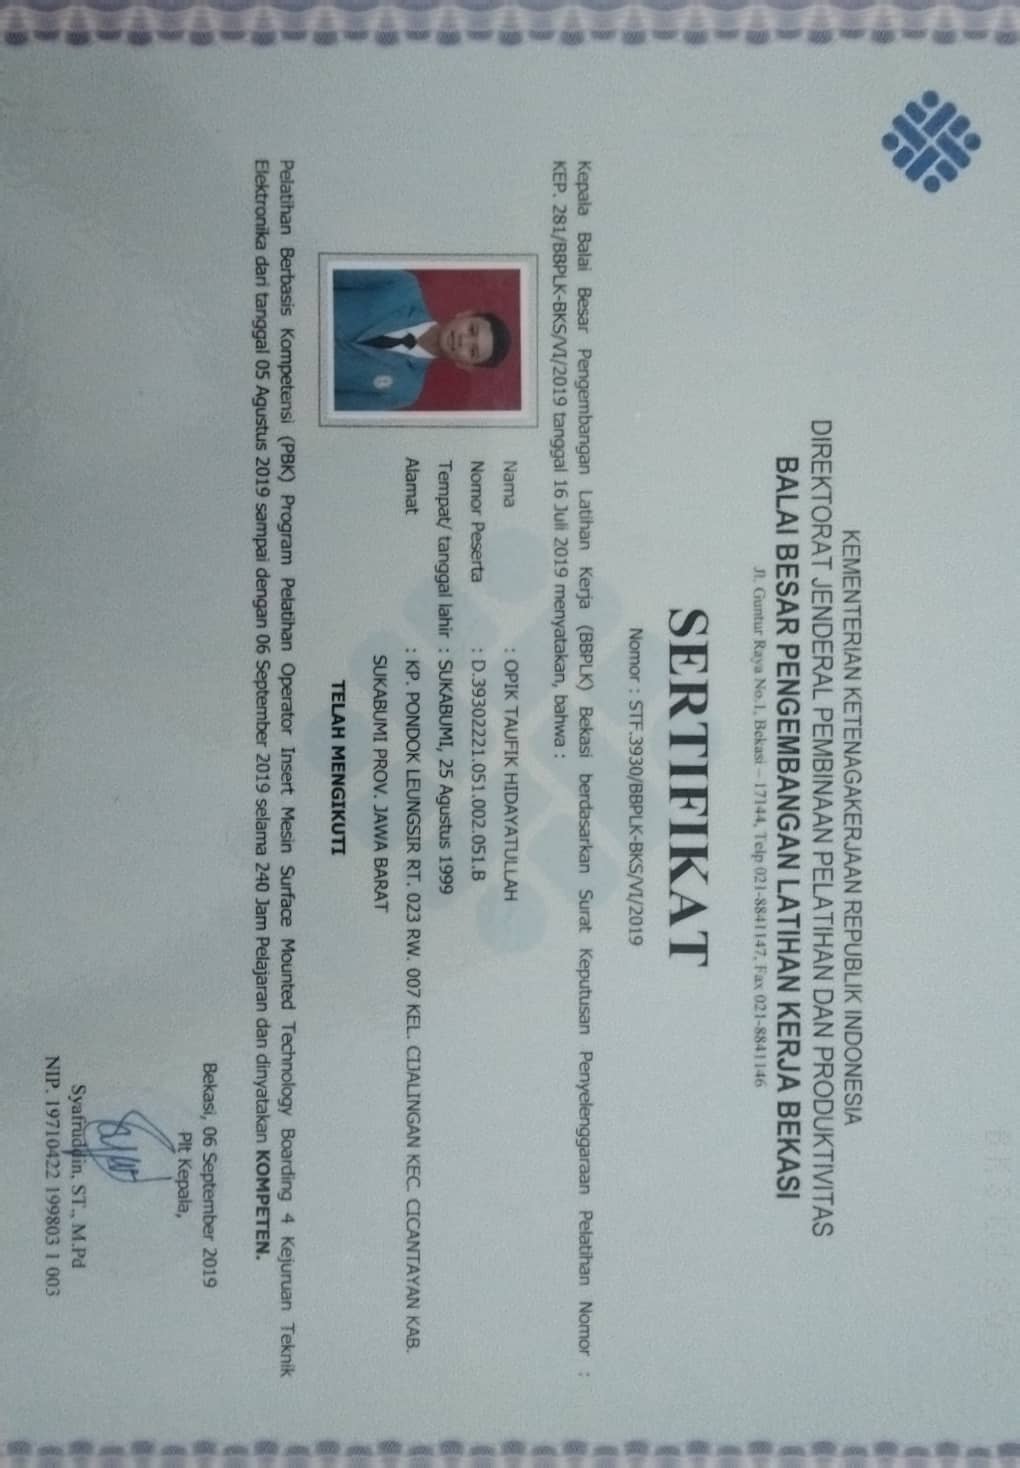 KEMENTERIAN KETENAGAKERJAAN REPUBLIK INDONESIA
DIREKTORAT JENDERAL PEMBINAAN PELATIHAN DAN PRODUKTIVITAS
BALAI BESAR PENGEMBANGAN LATIHAN KERJA BEKASI
Jl. Guntur Raya No.1, Bekasi – 17144, Telp 021-8841147, Fax 021-8841146
SERTIFIKAT
Nomor : STF.3930/BBPLK-BKS/VI/2019
Kepala Balai Besar Pengembangan Latihan Kerja (BBPLK) Bekasi berdasarkan Surat Keputusan Penyelenggaraan Pelatihan Nomor :
KEP. 281/BBPLK-BKS/VI/2019 tanggal 16 Juli 2019 menyatakan, bahwa :
Nama : OPIK TAUFIK HIDAYATULLAH
Nomor Peserta : D.39302221.051.002.051.B
Tempat/ tanggal lahir : SUKABUMI, 25 Agustus 1999
Alamat : KP. PONDOK LEUNGSIR RT. 023 RW. 007 KEL. CIJALINGAN KEC. CICANTAYAN KAB.
SUKABUMI PROV. JAWA BARAT
TELAH MENGIKUTI
Pelatihan Berbasis Kompetensi (PBK) Program Pelatihan Operator Insert Mesin Surface Mounted Technology Boarding 4 Kejuruan Teknik
Elektronika dari tanggal 05 Agustus 2019 sampai dengan 06 September 2019 selama 240 Jam Pelajaran dan dinyatakan KOMPETEN.
Bekasi, 06 September 2019
Plt Kepala,
Syafruddin, ST., M.Pd
NIP. 19710422 199803 1 003